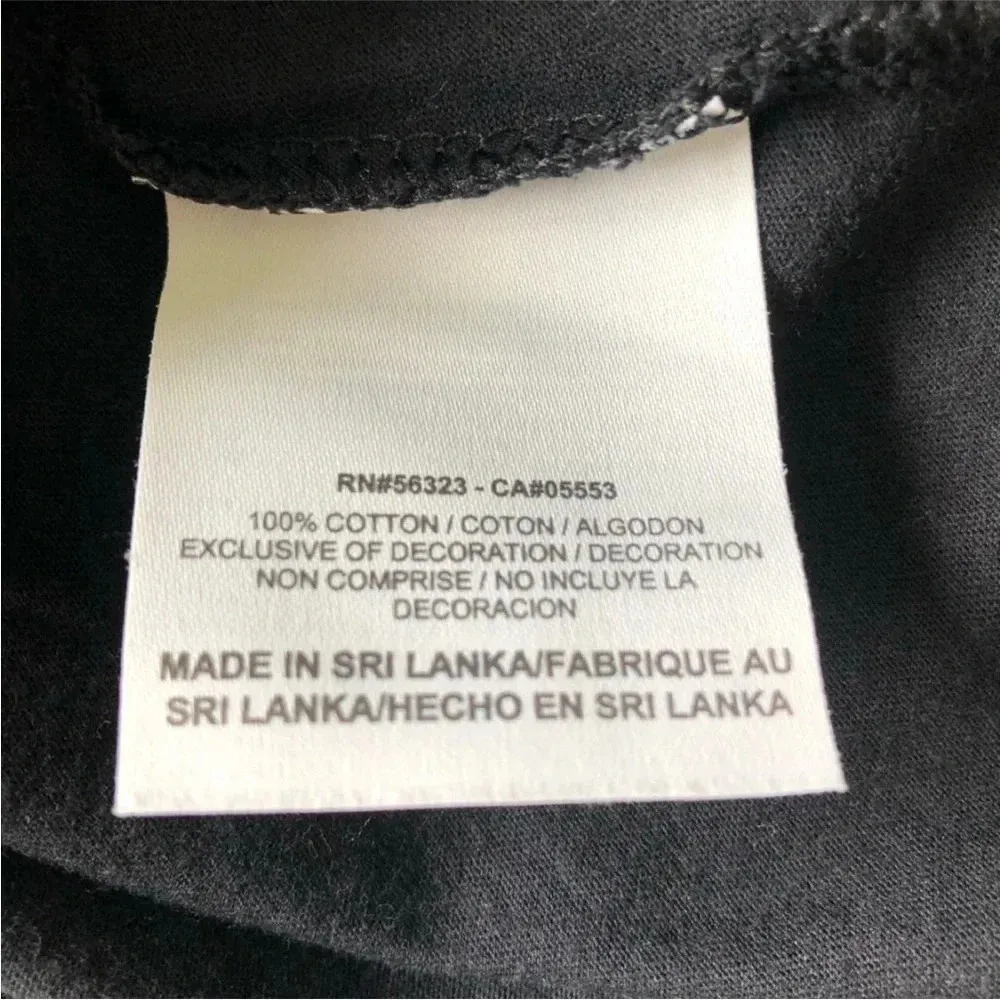 RN#56323 - CA#05553
100% COTTON / COTON / ALGODON
EXCLUSIVE OF DECORATION / DECORATION
NON COMPRISE / NO INCLUYE LA
DECORACION
MADE IN SRI LANKA/FABRIQUE AU
SRI LANKA/HECHO EN SRI LANKA